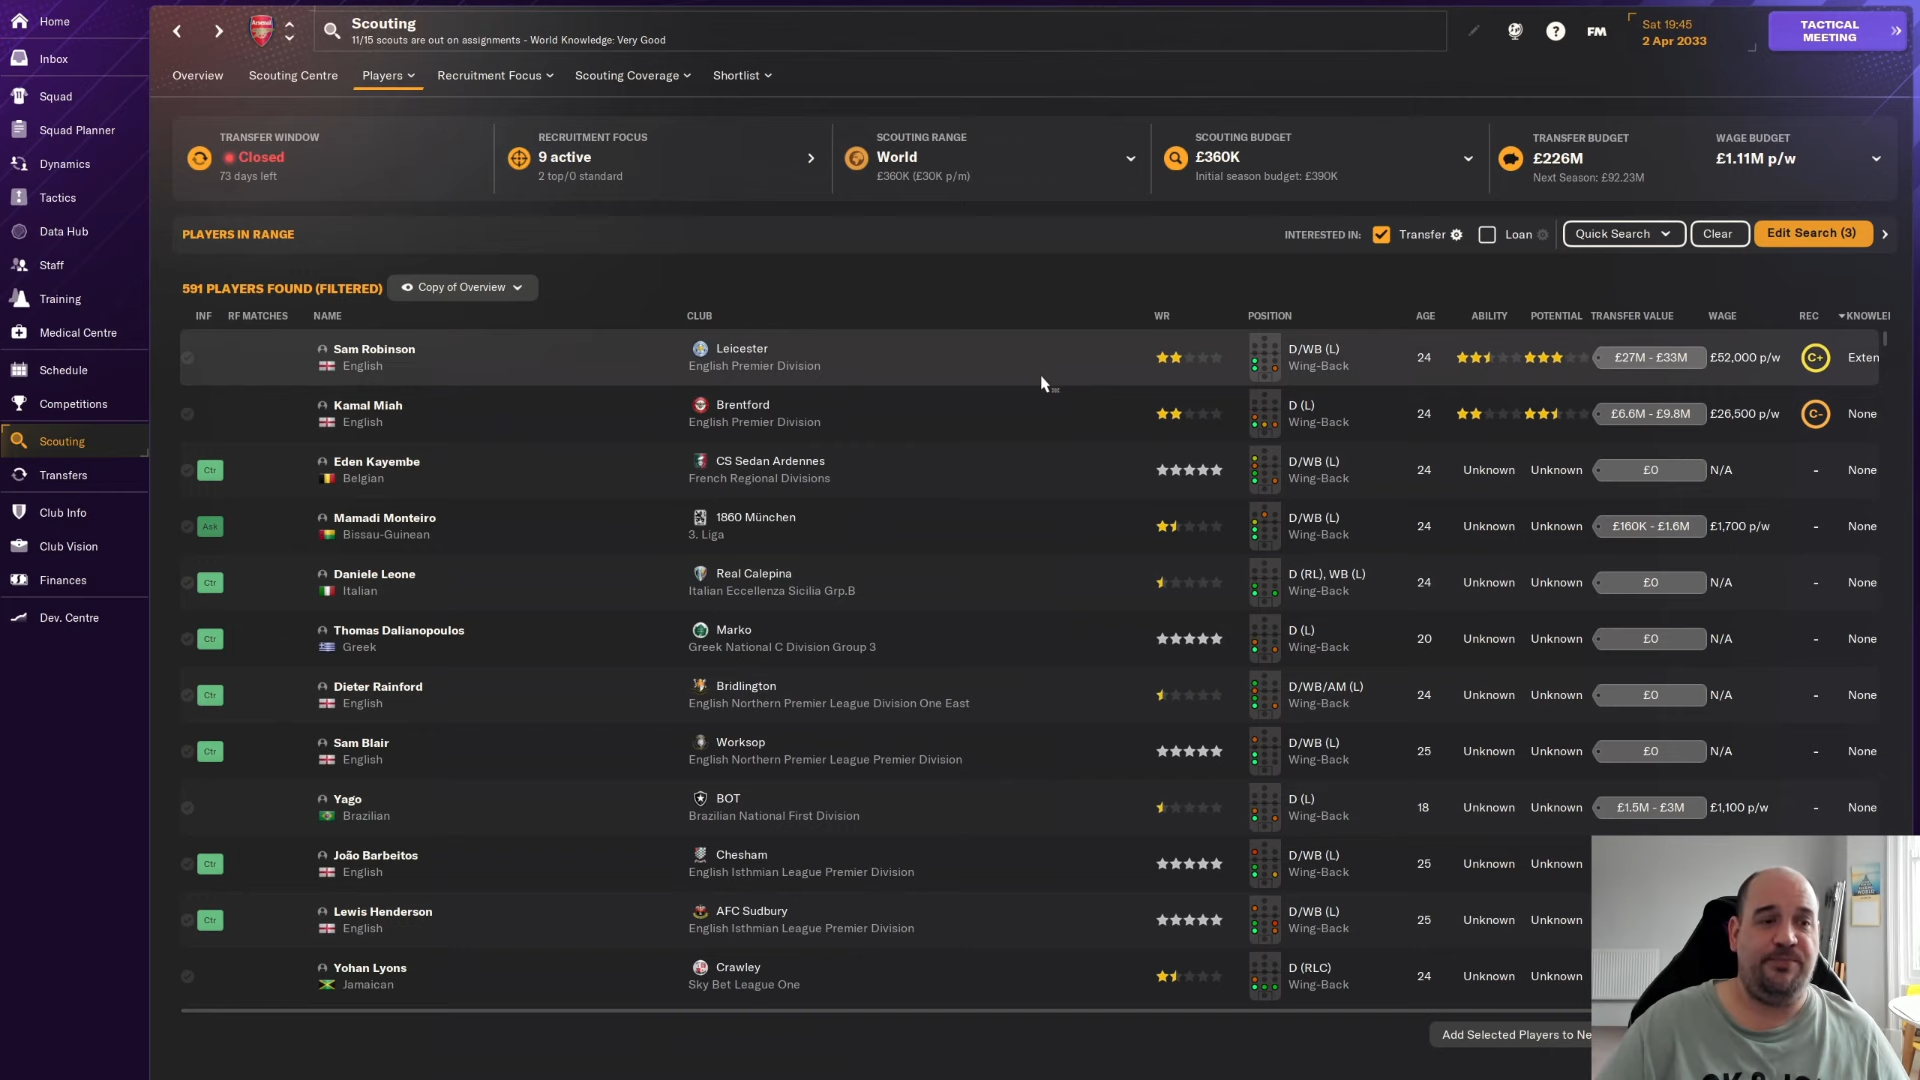 Home
Inbox
Squad
Squad Planner
Dynamics
Tactics
Data Hub
Staff
Training
Medical Centre
Schedule
Competitions
Scouting
Transfers
Club Info
Club Vision
Finances
Dev. Centre
Scouting
11/15 scouts are out on assignments - World Knowledge: Very Good
FM
Sat 19:45
2 Apr 2033
TACTICAL MEETING
Overview Scouting Centre Players Recruitment Focus Scouting Coverage Shortlist
TRANSFER WINDOW
Closed
73 days left
RECRUITMENT FOCUS
9 active
2 top/0 standard
SCOUTING RANGE
World
£360K (£30K p/m)
SCOUTING BUDGET
£360K
Initial season budget: £390K
TRANSFER BUDGET
£226M
Next Season: £92.23M
WAGE BUDGET
£1.11M p/w
PLAYERS IN RANGE
INTERESTED IN: Transfer Loan Quick Search Clear Edit Search (3)
591 PLAYERS FOUND (FILTERED) Copy of Overview
INF RF MATCHES NAME CLUB WR POSITION AGE ABILITY POTENTIAL TRANSFER VALUE WAGE REC KNOWLEI
Sam Robinson Leicester D/WB (L)
English English Premier Division Wing-Back 24 £27M - £33M £52,000 p/w C+ Exten
Kamal Miah Brentford D (L)
English English Premier Division Wing-Back 24 £6.6M - £9.8M £26,500 p/w C- None
Ctr Eden Kayembe CS Sedan Ardennes D/WB (L)
Belgian French Regional Divisions Wing-Back 24 Unknown Unknown £0 N/A - None
Ask Mamadi Monteiro 1860 München D/WB (L)
Bissau-Guinean 3. Liga Wing-Back 24 Unknown Unknown £160K - £1.6M £1,700 p/w - None
Ctr Daniele Leone Real Calepina D (RL), WB (L)
Italian Italian Eccellenza Sicilia Grp.B Wing-Back 24 Unknown Unknown £0 N/A - None
Ctr Thomas Dalianopoulos Marko D (L)
Greek Greek National C Division Group 3 Wing-Back 20 Unknown Unknown £0 N/A - None
Ctr Dieter Rainford Bridlington D/WB/AM (L)
English English Northern Premier League Division One East Wing-Back 24 Unknown Unknown £0 N/A - None
Ctr Sam Blair Worksop D/WB (L)
English English Northern Premier League Premier Division Wing-Back 25 Unknown Unknown £0 N/A - None
Yago BOT D (L)
Brazilian Brazilian National First Division Wing-Back 18 Unknown Unknown £1.5M - £3M £1,100 p/w - None
Ctr João Barbeitos Chesham D/WB (L)
English English Isthmian League Premier Division Wing-Back 25 Unknown Unknown
Ctr Lewis Henderson AFC Sudbury D/WB (L)
English English Isthmian League Premier Division Wing-Back 25 Unknown Unknown
Yohan Lyons Crawley D (RLC)
Jamaican Sky Bet League One Wing-Back 24 Unknown Unknown
Add Selected Players to Ne